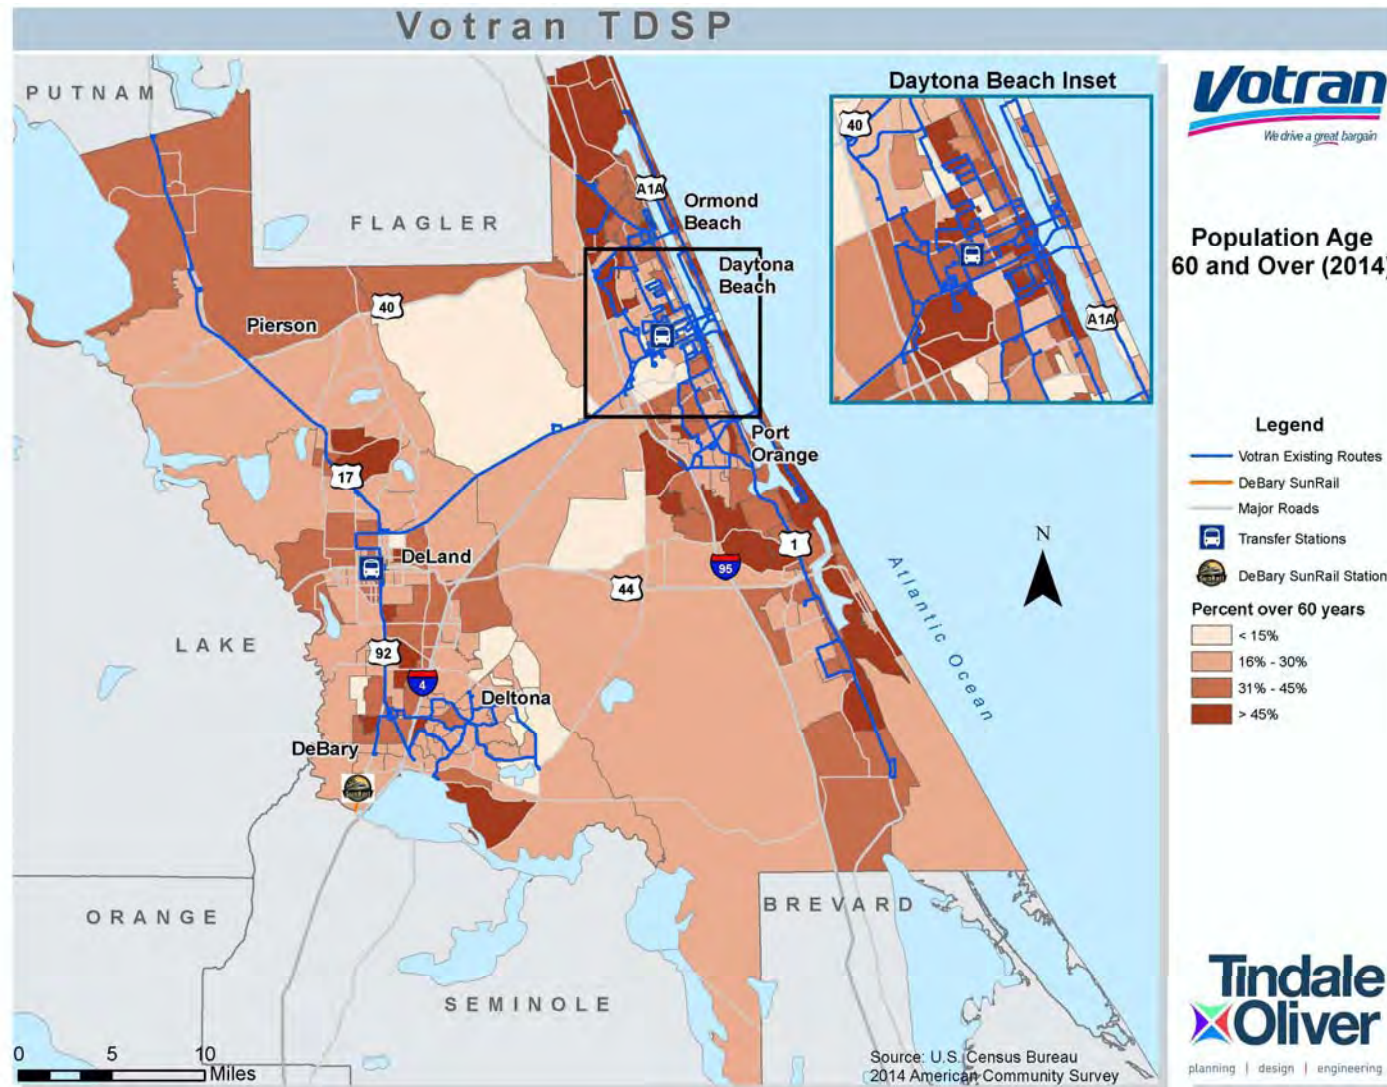 Votran TDSP
PUTNAM
FLAGLER
A1A
Ormond
Beach
Daytona
Beach
40
Pierson
Port
Orange
17
DeLand
1
95
44
LAKE
92
4
Deltona
DeBary
SunRail
Atlantic Ocean
ORANGE
SEMINOLE
BREVARD
0 5 10
Miles
Source: U.S. Census Bureau
2014 American Community Survey
Daytona Beach Inset
40
A1A
N
Votran
We drive a great bargain
Population Age
60 and Over (2014)
Legend
Votran Existing Routes
DeBary SunRail
Major Roads
Transfer Stations
SunRail
DeBary SunRail Station
Percent over 60 years
< 15%
16% - 30%
31% - 45%
> 45%
Tindale
Oliver
planning | design | engineering